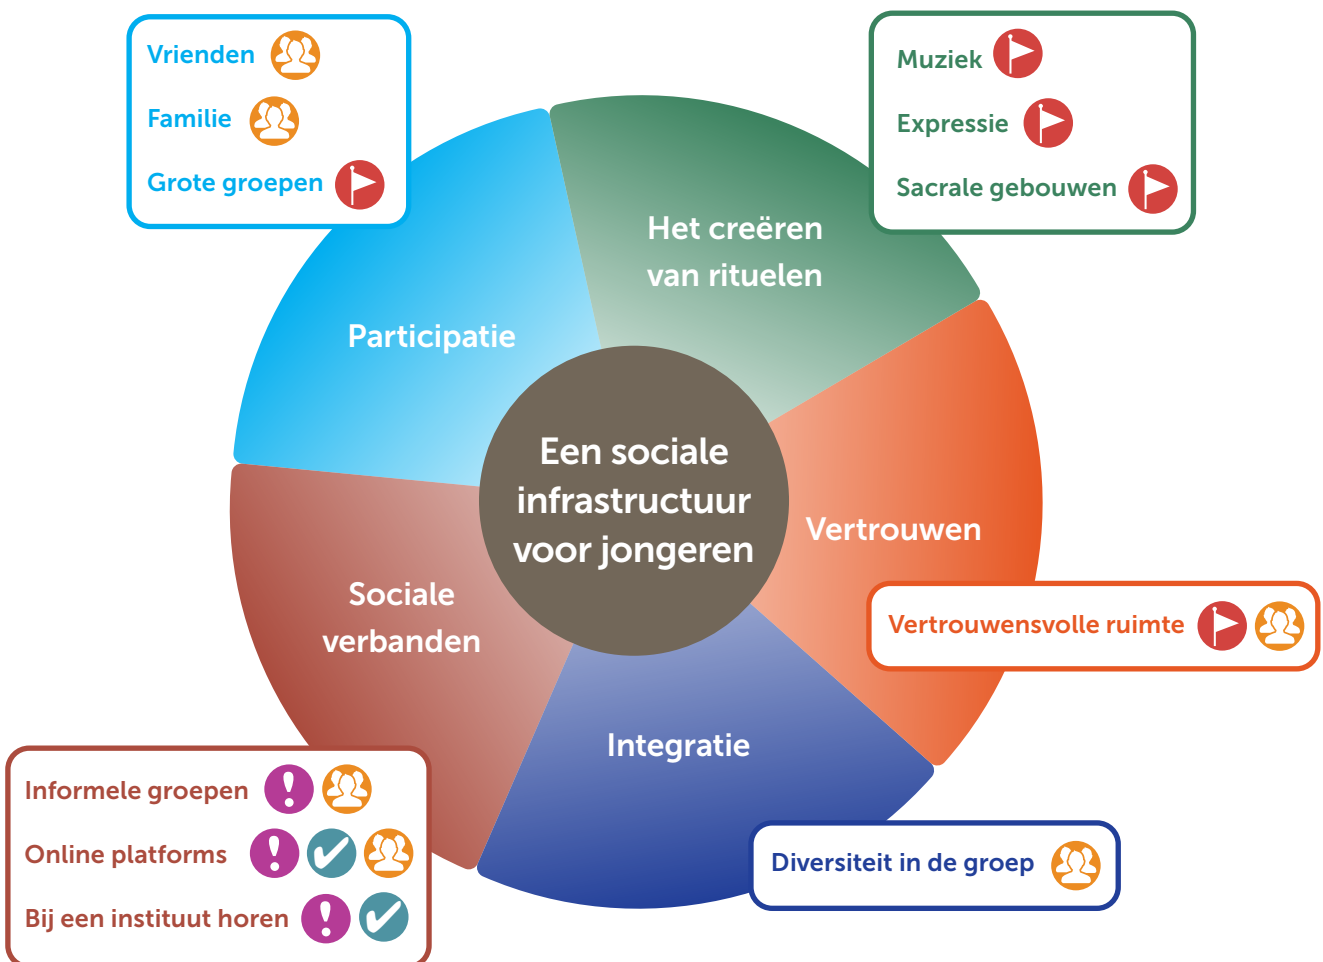 Vrienden
Familie
Grote groepen
Muziek
Expressie
Sacrale gebouwen
Het creëren
van rituelen
Participatie
Een sociale
infrastructuur
voor jongeren
Vertrouwen
Vertrouwensvolle ruimte
Sociale
verbanden
Integratie
Informele groepen
Online platforms
Bij een instituut horen
Diversiteit in de groep